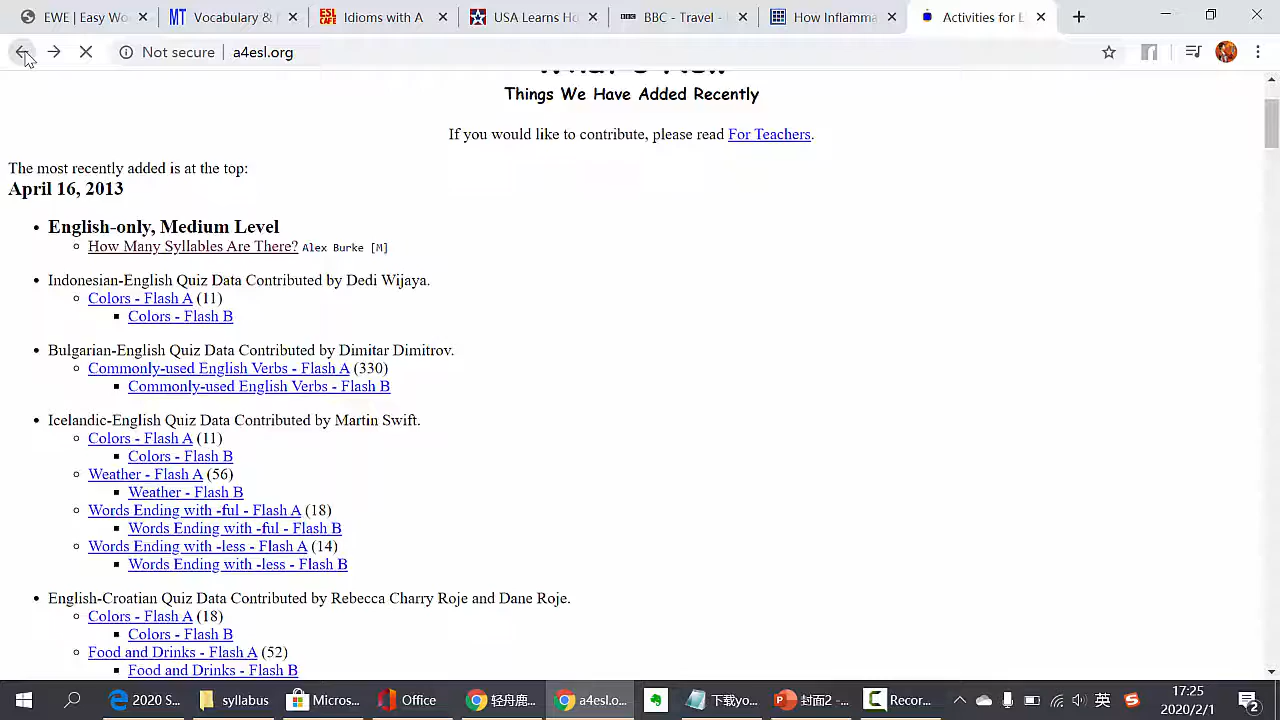 EWE | Easy Wo
Vocabulary &
Idioms with A
USA Learns Ho
BBC - Travel -
How Inflamma
Activities for E
Not secure | a4esl.org
Things We Have Added Recently
If you would like to contribute, please read For Teachers.
The most recently added is at the top:
April 16, 2013
English-only, Medium Level
How Many Syllables Are There? Alex Burke [M]
Indonesian-English Quiz Data Contributed by Dedi Wijaya.
Colors - Flash A (11)
Colors - Flash B
Bulgarian-English Quiz Data Contributed by Dimitar Dimitrov.
Commonly-used English Verbs - Flash A (330)
Commonly-used English Verbs - Flash B
Icelandic-English Quiz Data Contributed by Martin Swift.
Colors - Flash A (11)
Colors - Flash B
Weather - Flash A (56)
Weather - Flash B
Words Ending with -ful - Flash A (18)
Words Ending with -ful - Flash B
Words Ending with -less - Flash A (14)
Words Ending with -less - Flash B
English-Croatian Quiz Data Contributed by Rebecca Charry Roje and Dane Roje.
Colors - Flash A (18)
Colors - Flash B
Food and Drinks - Flash A (52)
Food and Drinks - Flash B
2020 S...
syllabus
Micros...
Office
轻舟鹿...
a4esl.o...
下载yo...
封面2 -...
Recor...
英
17:25
2020/2/1